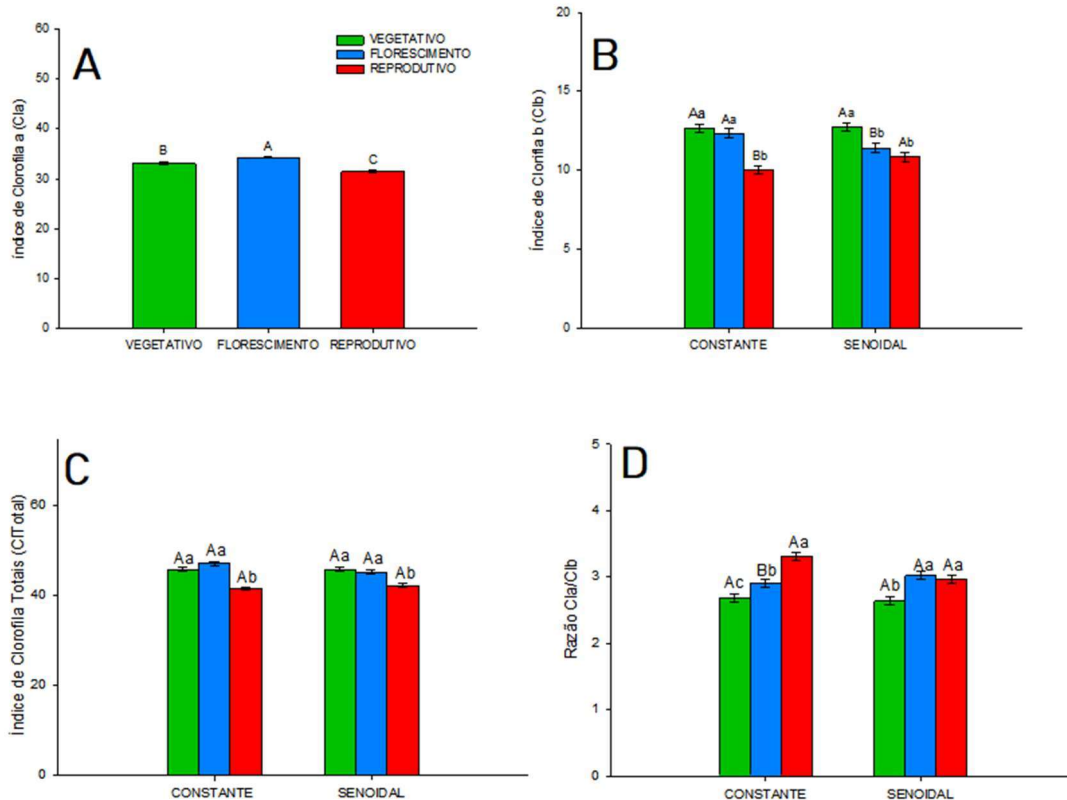 A
Índice de Clorofila a (Cla)
60
50
40
30
20
10
0
VEGETATIVO
FLORESCIMENTO
REPRODUTIVO
B
A
C
VEGETATIVO
FLORESCIMENTO
REPRODUTIVO
B
Índice de Clorifla b (Clb)
20
15
10
5
0
Aa
Aa
Bb
Aa
Bb
Ab
CONSTANTE
SENOIDAL
C
Índice de Clorofila Totais (ClTotal)
60
40
20
0
Aa
Aa
Ab
Aa
Aa
Ab
CONSTANTE
SENOIDAL
D
Razão Cla/Clb
5
4
3
2
1
0
Ac
Bb
Aa
Ab
Aa
Aa
CONSTANTE
SENOIDAL